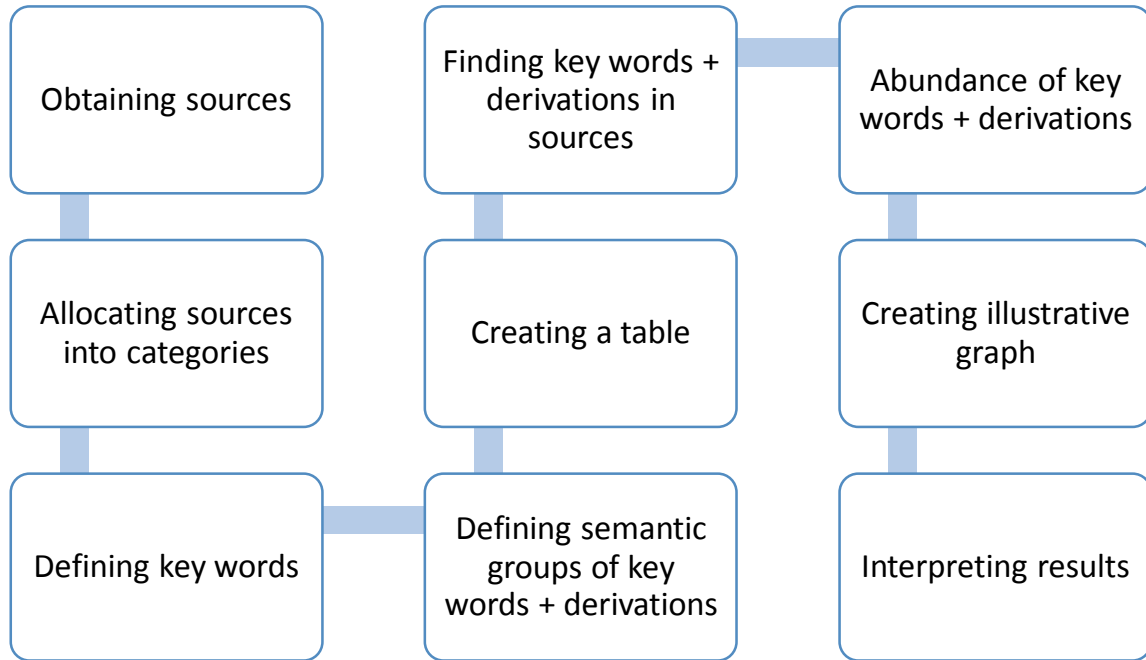 Obtaining sources
Allocating sources
into categories
Defining key words
Defining semantic
groups of key
words + derivations
Creating a table
Finding key words +
derivations in
sources
Abundance of key
words + derivations
Creating illustrative
graph
Interpreting results